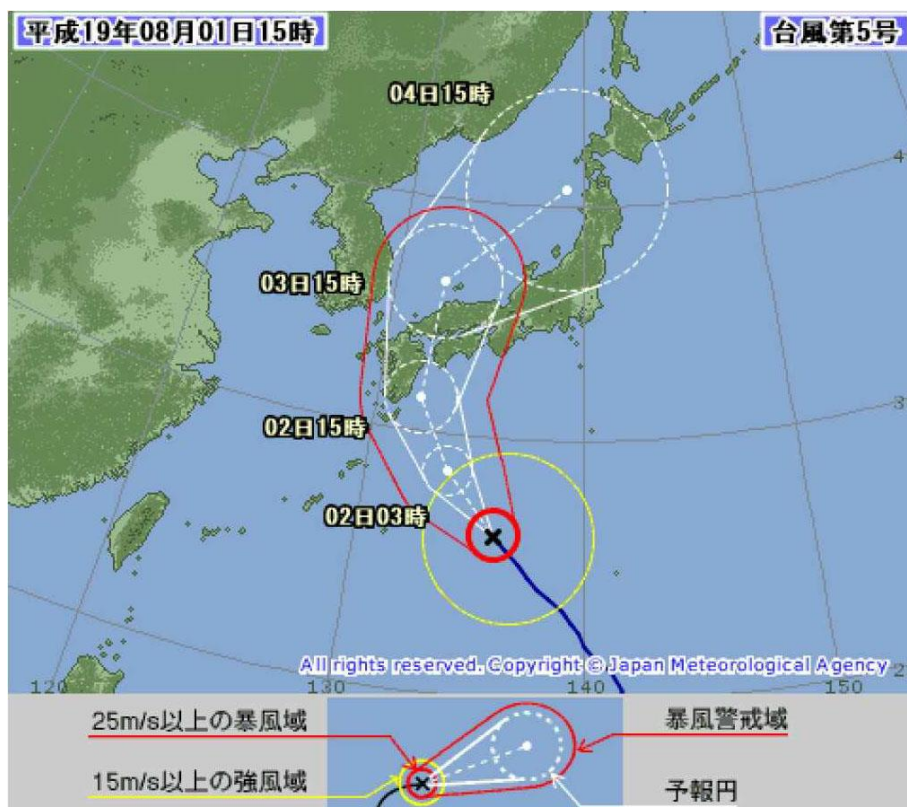 平成19年08月01日15時
台風第5号
04日15時
4
03日15時
3
02日15時
02日03時
All rights reserved. Copyright © Japan Meteorological Agency
120
130
140
150
2
25m/s以上の暴風域
暴風警戒域
15m/s以上の強風域
予報円